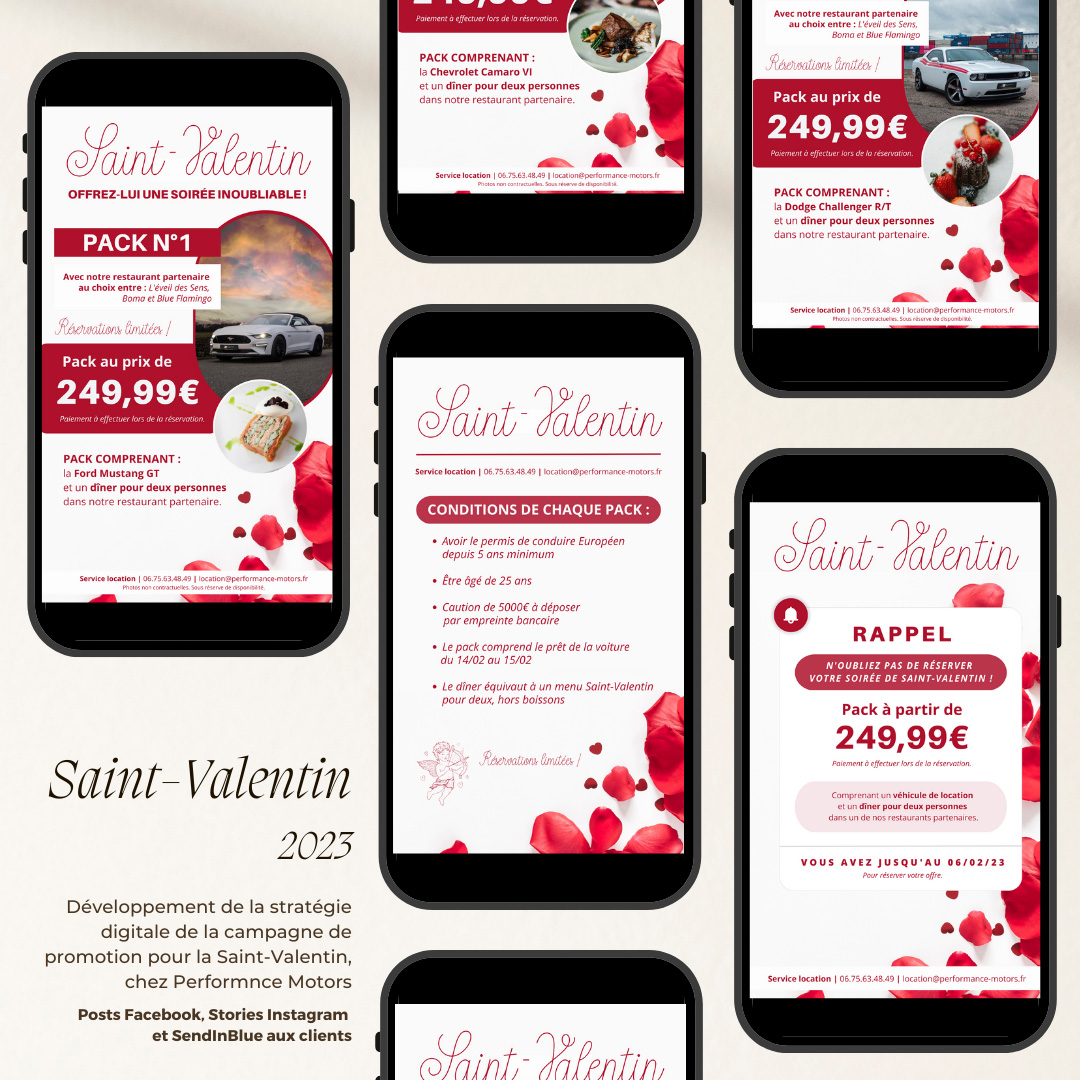 Saint-Valentin
OFFREZ-LUI UNE SOIRÉE INOUBLIABLE !
PACK N°1
Avec notre restaurant partenaire
au choix entre : L'éveil des Sens,
Boma et Blue Flamingo
Réservations limitées !
Pack au prix de
249,99€
Paiement à effectuer lors de la réservation.
PACK COMPRENANT :
la Ford Mustang GT
et un dîner pour deux personnes
dans notre restaurant partenaire.
Service location | 06.75.63.48.49 | location@performance-motors.fr
Photos non contractuelles. Sous réserve de disponibilité.
Saint-Valentin
2023
Développement de la stratégie
digitale de la campagne de
promotion pour la Saint-Valentin,
chez Performnce Motors
Posts Facebook, Stories Instagram
et SendInBlue aux clients
249,99€
Paiement à effectuer lors de la réservation.
PACK COMPRENANT :
la Chevrolet Camaro VI
et un dîner pour deux personnes
dans notre restaurant partenaire.
Service location | 06.75.63.48.49 | location@performance-motors.fr
Photos non contractuelles. Sous réserve de disponibilité.
Saint-Valentin
Service location | 06.75.63.48.49 | location@performance-motors.fr
CONDITIONS DE CHAQUE PACK :
• Avoir le permis de conduire Européen
depuis 5 ans minimum
• Être âgé de 25 ans
• Caution de 5000€ à déposer
par empreinte bancaire
• Le pack comprend le prêt de la voiture
du 14/02 au 15/02
• Le dîner équivaut à un menu Saint-Valentin
pour deux, hors boissons
Réservations limitées !
Saint-Valentin
Avec notre restaurant partenaire
au choix entre : L'éveil des Sens,
Boma et Blue Flamingo
Réservations limitées !
Pack au prix de
249,99€
Paiement à effectuer lors de la réservation.
PACK COMPRENANT :
la Dodge Challenger R/T
et un dîner pour deux personnes
dans notre restaurant partenaire.
Service location | 06.75.63.48.49 | location@performance-motors.fr
Photos non contractuelles. Sous réserve de disponibilité.
Saint-Valentin
RAPPEL
N'OUBLIEZ PAS DE RÉSERVER
VOTRE SOIRÉE DE SAINT-VALENTIN !
Pack à partir de
249,99€
Paiement à effectuer lors de la réservation.
Comprenant un véhicule de location
et un dîner pour deux personnes
dans un de nos restaurants partenaires.
VOUS AVEZ JUSQU'AU 06/02/23
Pour réserver votre offre.
Service location | 06.75.63.48.49 | location@performance-motors.fr